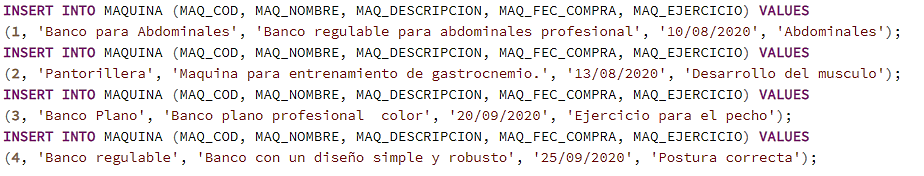 INSERT INTO MAQUINA (MAQ_COD, MAQ_NOMBRE, MAQ_DESCRIPCION, MAQ_FEC_COMPRA, MAQ_EJERCICIO) VALUES
(1, 'Banco para Abdominales', 'Banco regulable para abdominales profesional', '10/08/2020', 'Abdominales');
INSERT INTO MAQUINA (MAQ_COD, MAQ_NOMBRE, MAQ_DESCRIPCION, MAQ_FEC_COMPRA, MAQ_EJERCICIO) VALUES
(2, 'Pantorillera', 'Maquina para entrenamiento de gastrocnemio.', '13/08/2020', 'Desarrollo del musculo');
INSERT INTO MAQUINA (MAQ_COD, MAQ_NOMBRE, MAQ_DESCRIPCION, MAQ_FEC_COMPRA, MAQ_EJERCICIO) VALUES
(3, 'Banco Plano', 'Banco plano profesional  color', '20/09/2020', 'Ejercicio para el pecho');
INSERT INTO MAQUINA (MAQ_COD, MAQ_NOMBRE, MAQ_DESCRIPCION, MAQ_FEC_COMPRA, MAQ_EJERCICIO) VALUES
(4, 'Banco regulable', 'Banco con un diseño simple y robusto', '25/09/2020', 'Postura correcta');